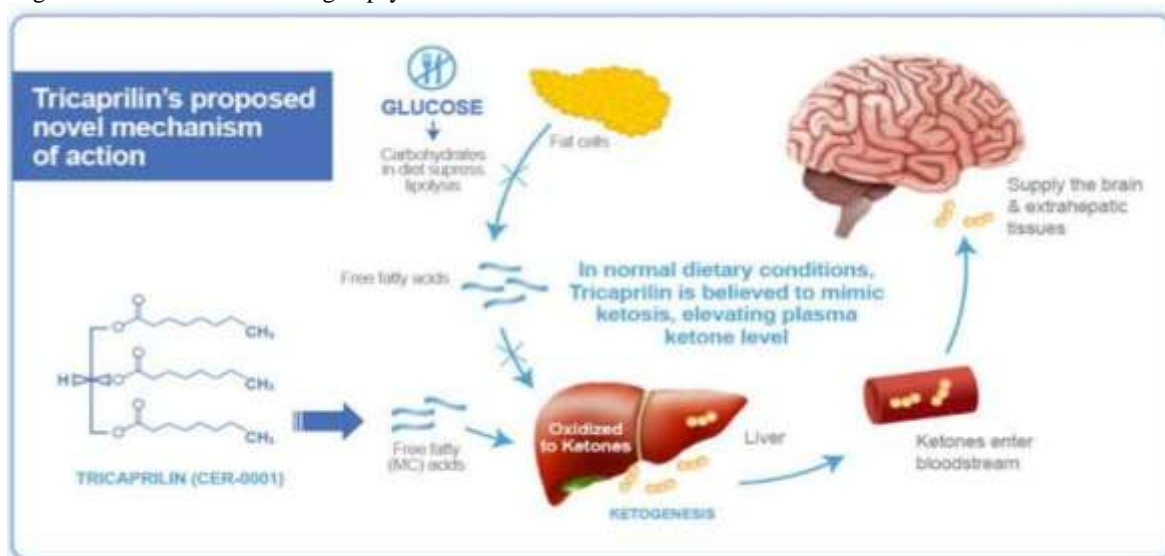 Tricaprilin's proposed
novel mechanism
of action
GLUCOSE
Carbohydrates
in diet supress
lipolysis
Fat cells
Free fatty acids
In normal dietary conditions,
Tricaprilin is believed to mimic
ketosis, elevating plasma
ketone level
Supply the brain
& extrahepatic
tissues
O
O
CH₃
H
O
O
CH₃
O
O
CH₃
TRICAPRILIN (CER-0001)
Free fatty
(MC) acids
Oxidized
to Ketones
Liver
KETOGENESIS
Ketones enter
bloodstream